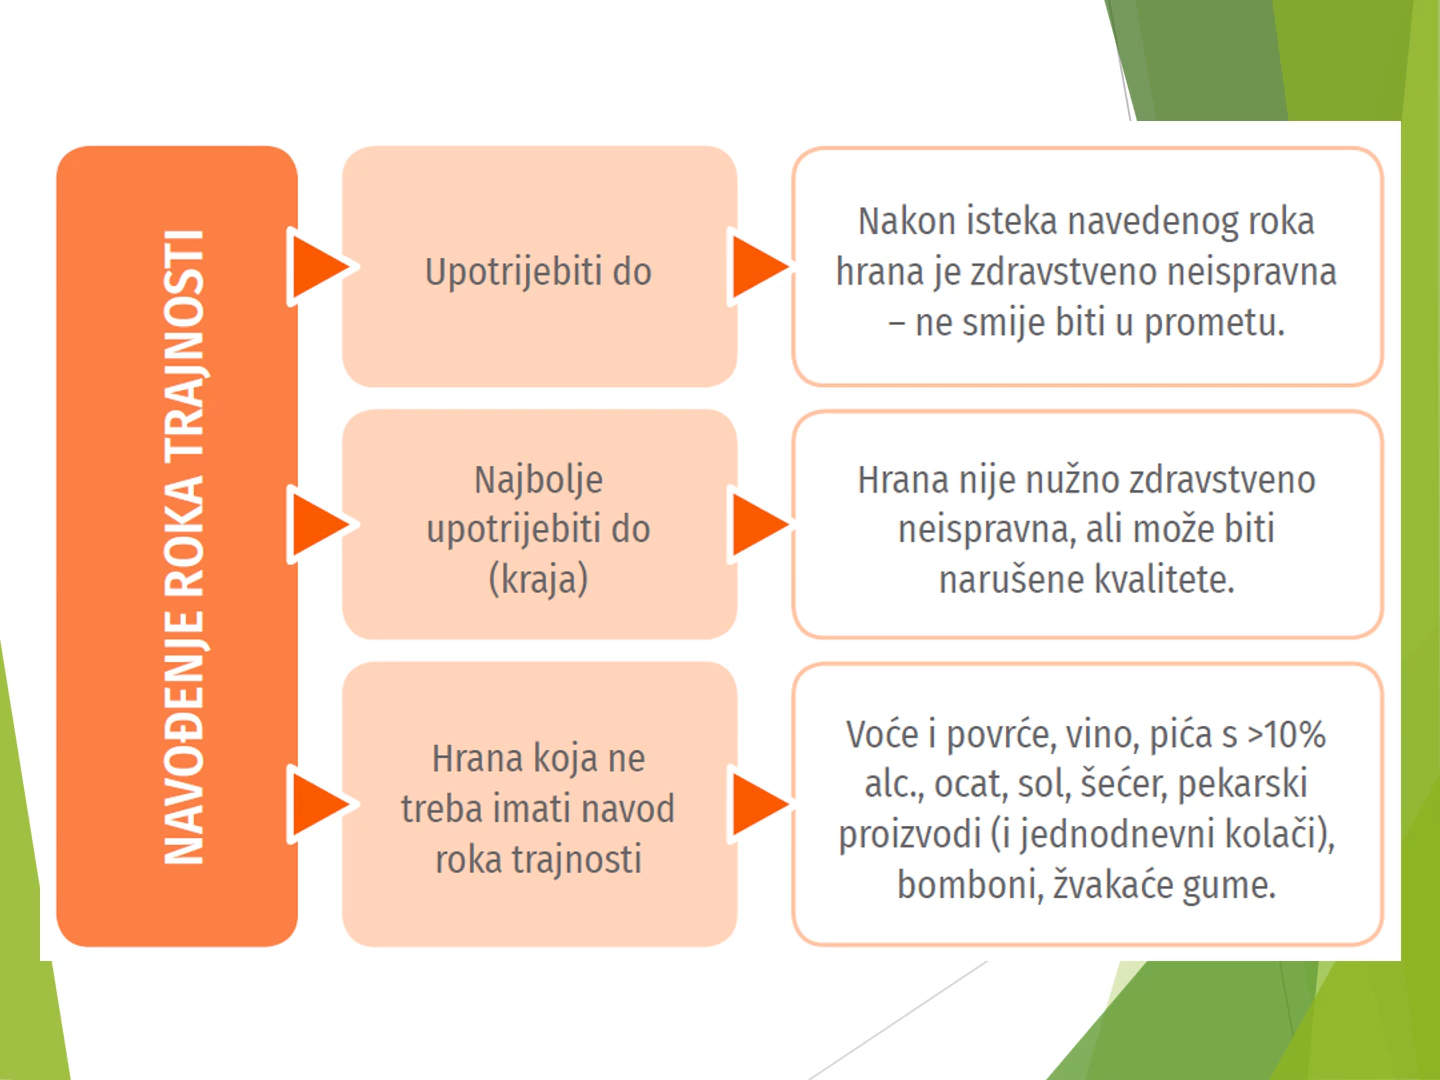 NAVOĐENJE ROKA TRAJNOSTI
Upotrijebiti do
Nakon isteka navedenog roka
hrana je zdravstveno neispravna
– ne smije biti u prometu.
Najbolje
upotrijebiti do
(kraja)
Hrana nije nužno zdravstveno
neispravna, ali može biti
narušene kvalitete.
Hrana koja ne
treba imati navod
roka trajnosti
Voće i povrće, vino, pića s >10%
alc., ocat, sol, šećer, pekarski
proizvodi (i jednodnevni kolači),
bomboni, žvakaće gume.